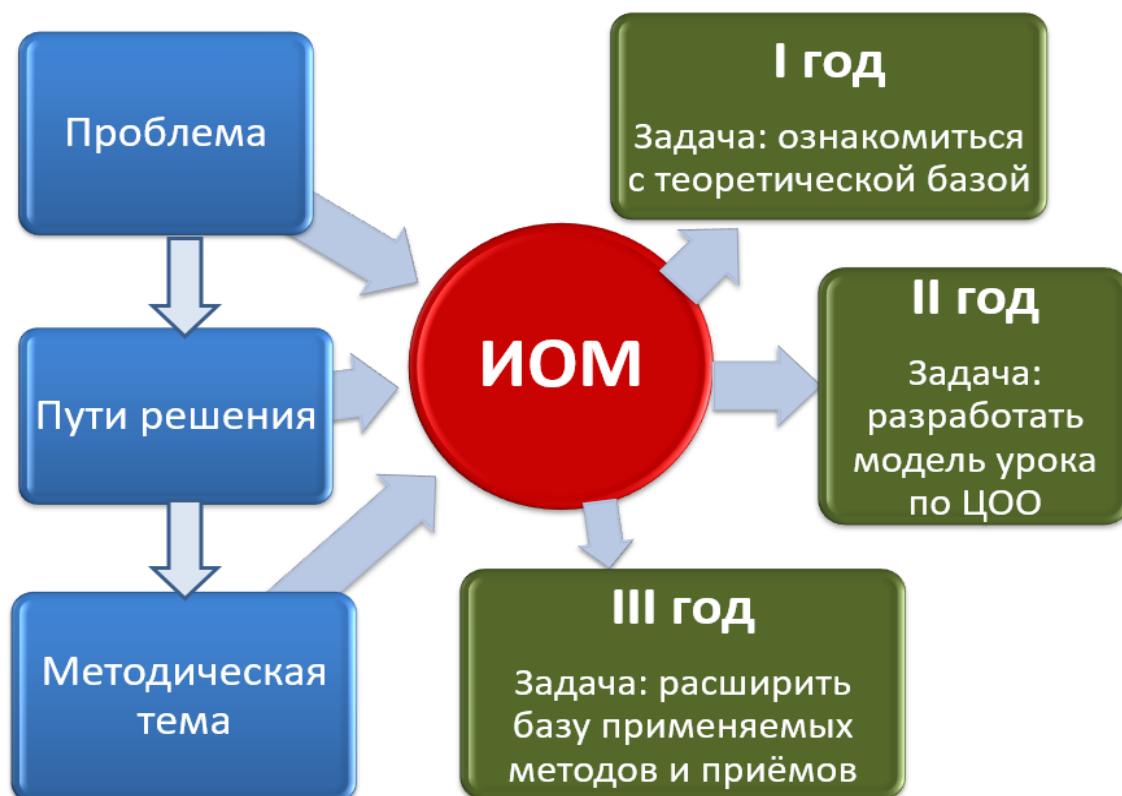 Проблема
Пути решения
Методическая
тема
ИОМ
I год
Задача: ознакомиться
с теоретической базой
II год
Задача:
разработать
модель урока
по ЦОО
III год
Задача: расширить
базу применяемых
методов и приёмов